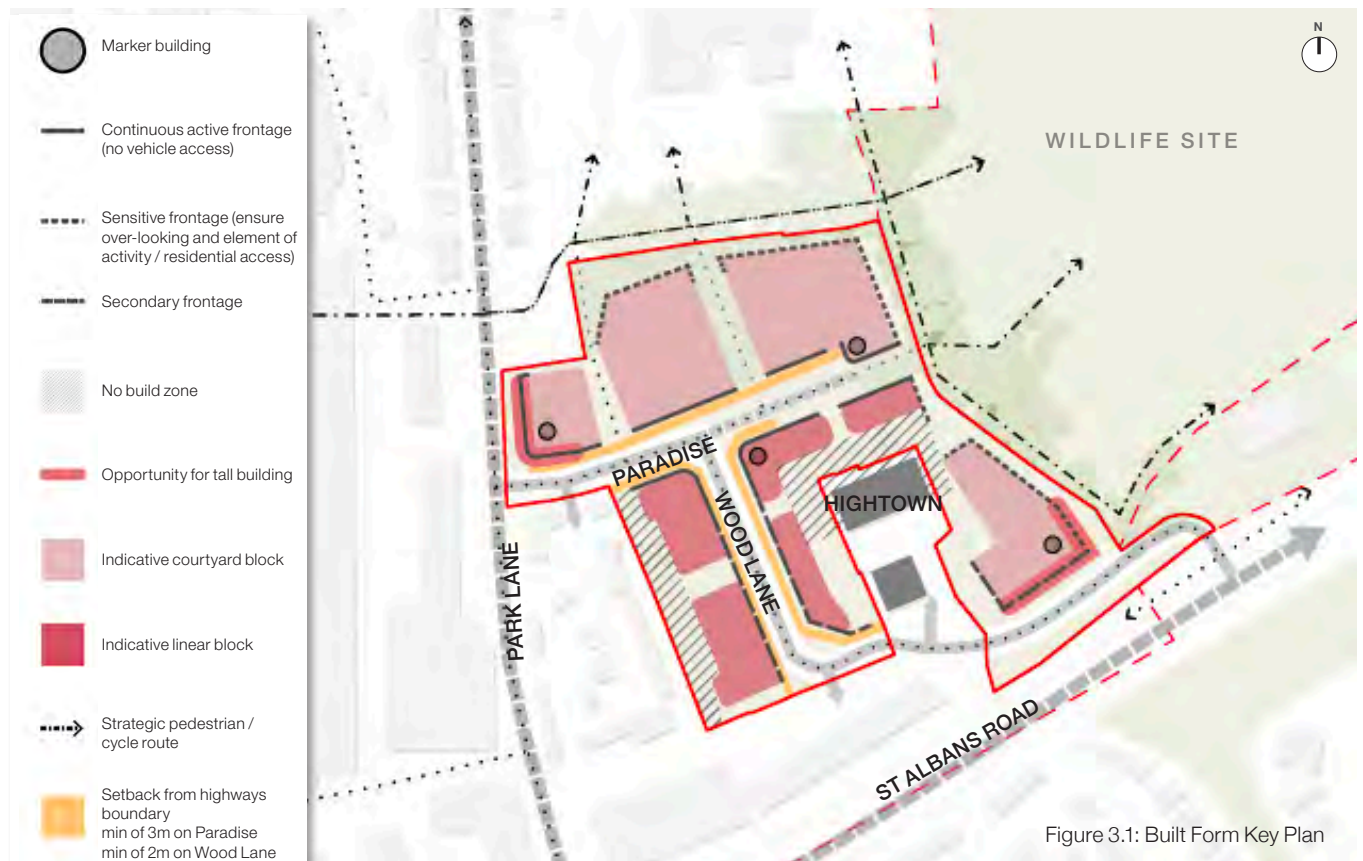 Marker building
Continuous active frontage
(no vehicle access)
Sensitive frontage (ensure
over-looking and element of
activity / residential access)
Secondary frontage
No build zone
Opportunity for tall building
Indicative courtyard block
Indicative linear block
Strategic pedestrian /
cycle route
Setback from highways
boundary
min of 3m on Paradise
min of 2m on Wood Lane
N
WILDLIFE SITE
PARADISE
HIGHTOWN
WOOD LANE
PARK LANE
ST ALBANS ROAD
Figure 3.1: Built Form Key Plan